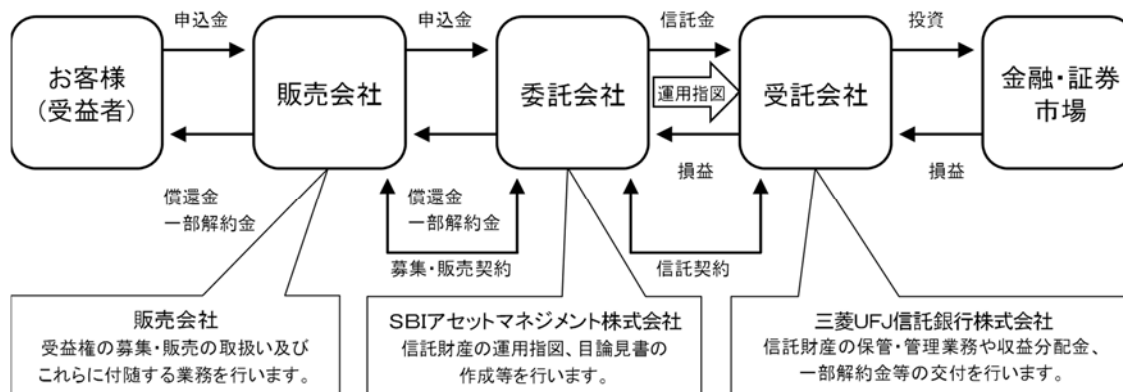 申込金
申込金
信託金
投資
お客様
(受益者)
販売会社
委託会社
運用指図
受託会社
金融・証券
市場
償還金
一部解約金
償還金
一部解約金
損益
損益
募集・販売契約
信託契約
販売会社
受益権の募集・販売の取扱い及び
これらに付随する業務を行います。
SBIアセットマネジメント株式会社
信託財産の運用指図、目論見書の
作成等を行います。
三菱UFJ信託銀行株式会社
信託財産の保管・管理業務や収益分配金、
一部解約金等の交付を行います。